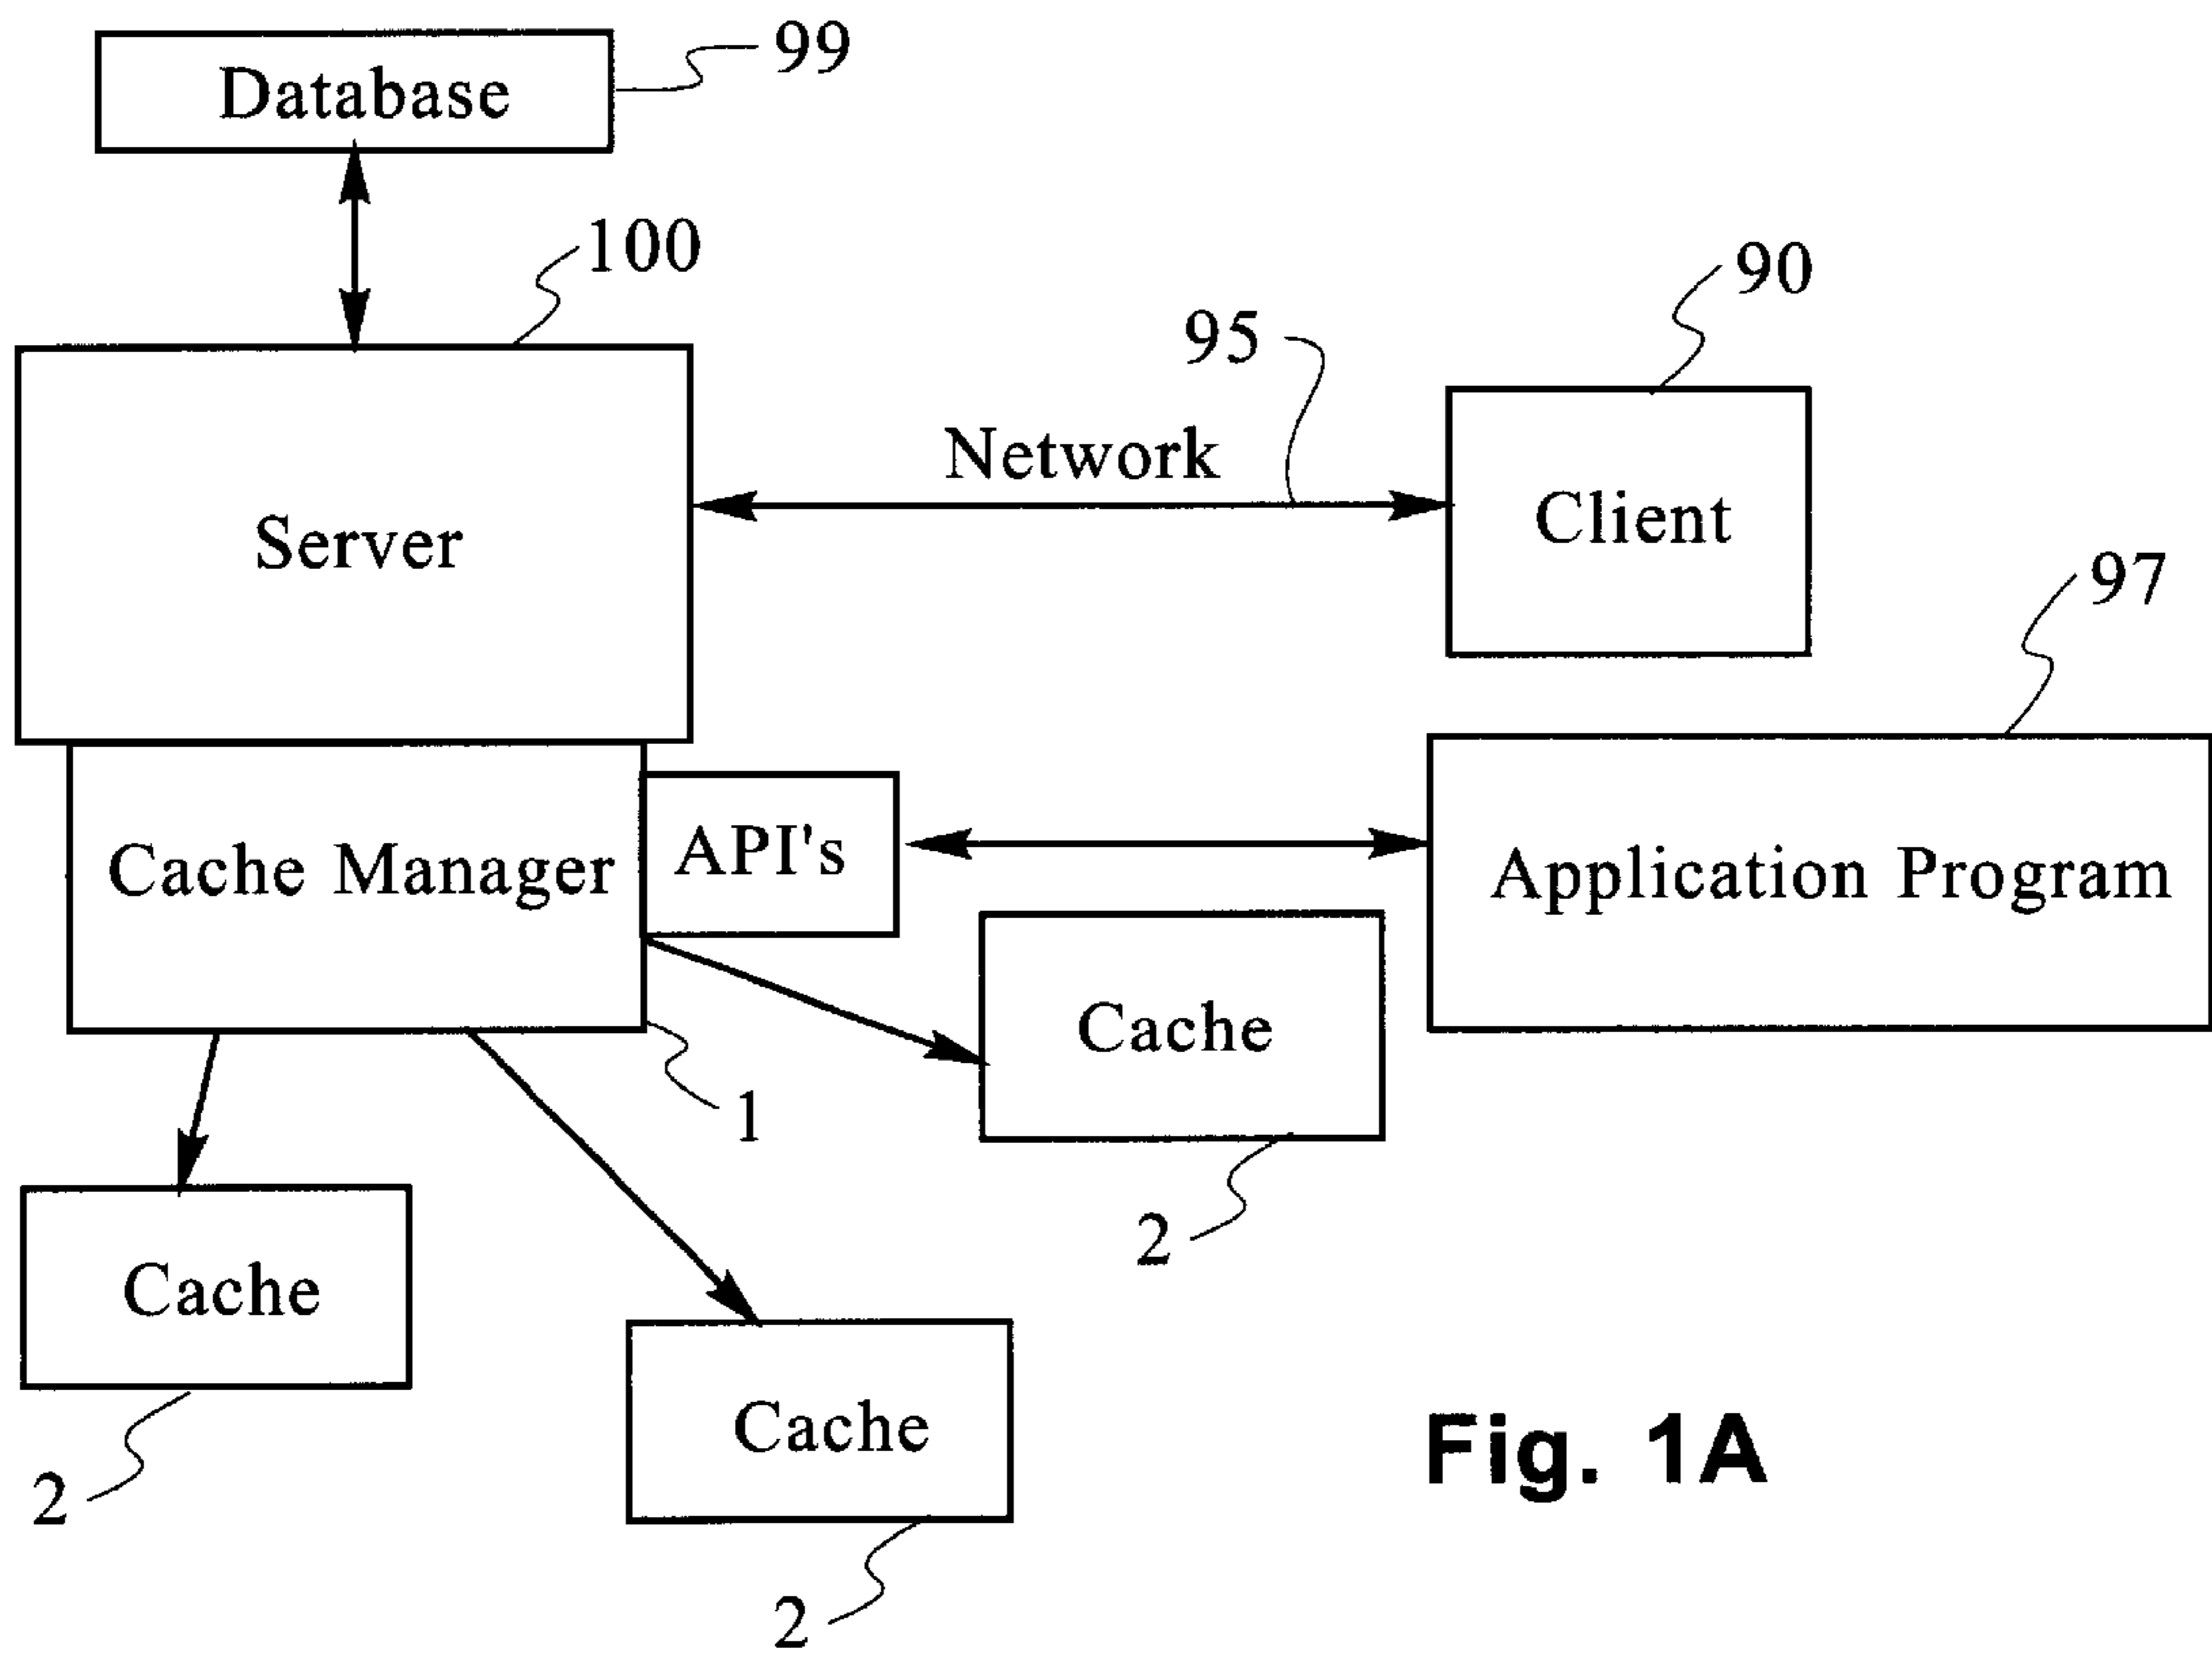 Database
99
100
90
95
Network
Server
Client
97
Cache Manager
API's
Application Program
Cache
1
2
Cache
Cache
2
2
Fig. 1A